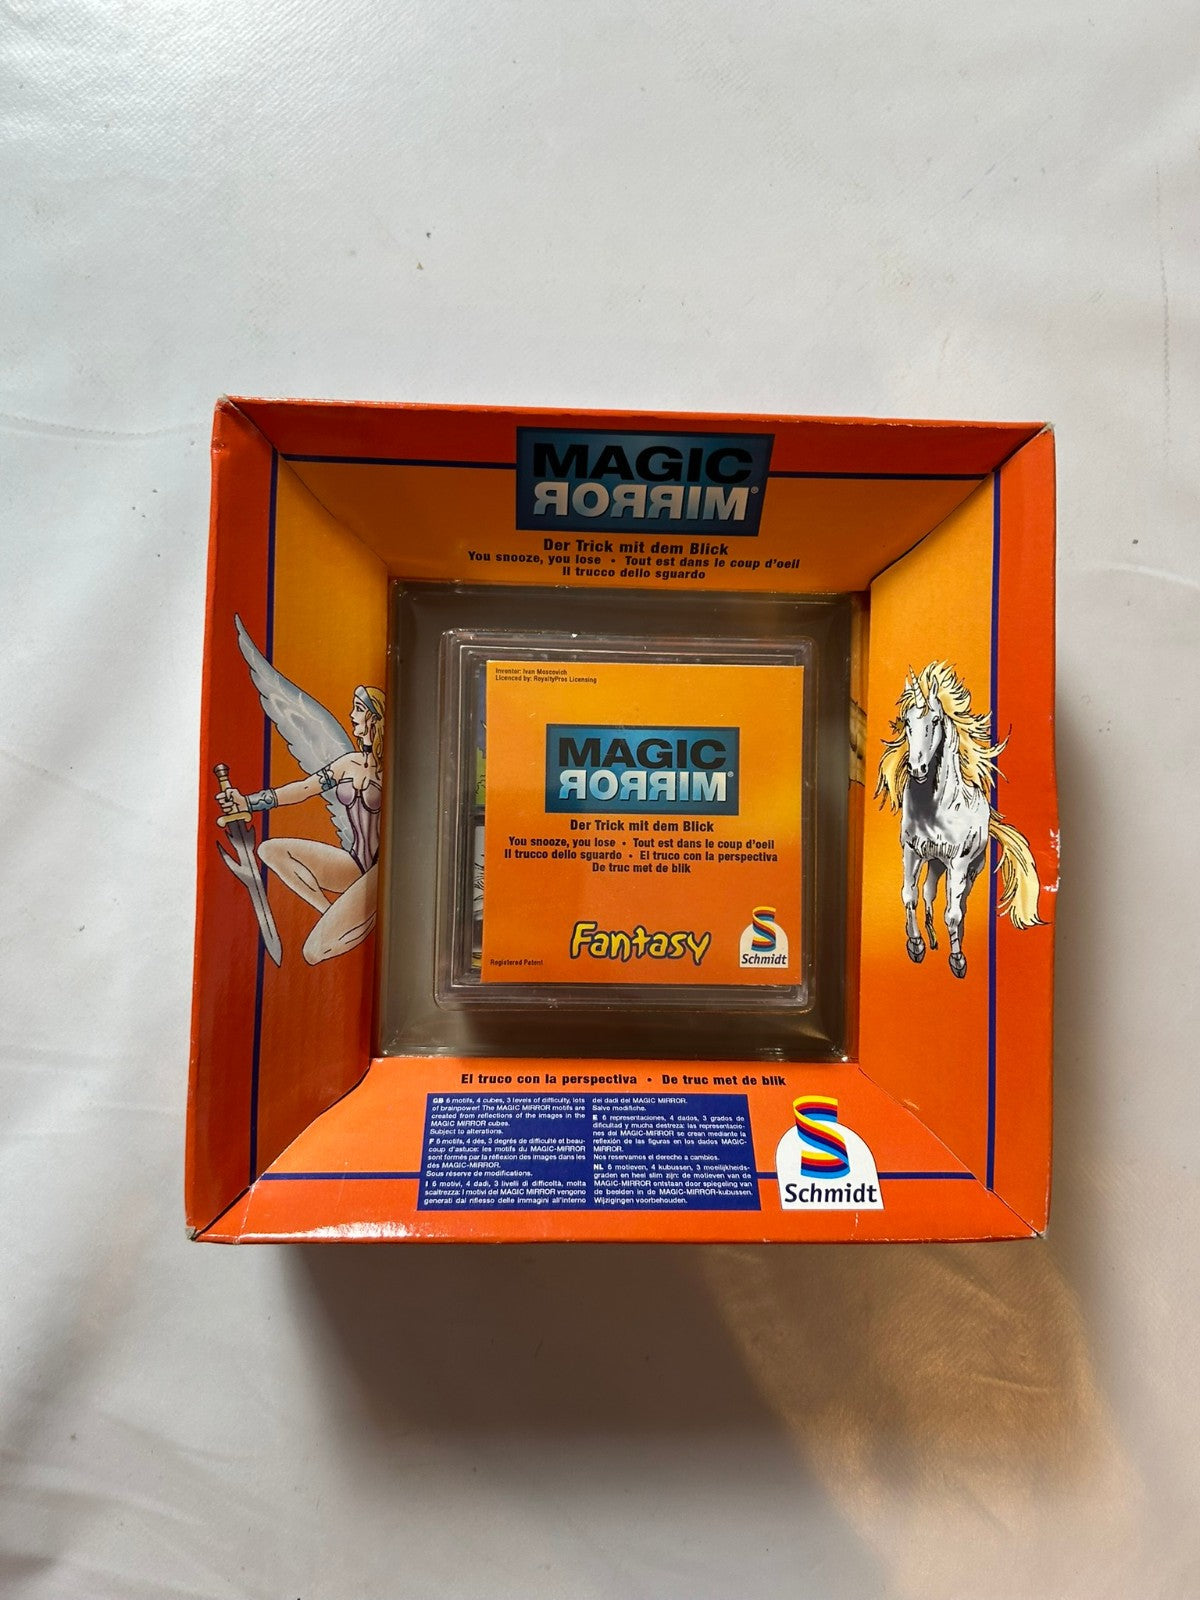 MAGIC
MIRROR®
Der Trick mit dem Blick
You snooze, you lose • Tout est dans le coup d'oeil
Il trucco dello sguardo
Inventor: Ivan Moscovich
Licenced by: RoyaltyPros Licensing
MAGIC
MIRROR®
Der Trick mit dem Blick
You snooze, you lose • Tout est dans le coup d'oeil
Il trucco dello sguardo • El truco con la perspectiva
De truc met de blik
Fantasy
Schmidt
Registered Patent
El truco con la perspectiva • De truc met de blik
GB 6 motifs, 4 cubes, 3 levels of difficulty, lots
of brainpower! The MAGIC MIRROR motifs are
created from reflections of the images in the
MAGIC MIRROR cubes.
Subject to alterations.
F 6 motifs, 4 dés, 3 degrés de difficulté et beau-
coup d'astuce: les motifs du MAGIC-MIRROR
sont formés par la réflexion des images dans les
dés MAGIC-MIRROR.
Sous réserve de modifications.
I 6 motivi, 4 dadi, 3 livelli di difficoltà, molta
scaltrezza: I motivi del MAGIC MIRROR vengono
generati dal riflesso delle immagini all'interno
dei dadi del MAGIC MIRROR.
Salvo modifiche.
E 6 representaciones, 4 dados, 3 grados de
dificultad y mucha destreza: las representacio-
nes del MAGIC-MIRROR se crean mediante la
reflexión de las figuras en los dados MAGIC-
MIRROR.
Nos reservamos el derecho a cambios.
NL 6 motieven, 4 kubussen, 3 moeilijkheids-
graden en heel slim zijn: de motieven van de
MAGIC-MIRROR ontstaan door spiegeling van
de beelden in de MAGIC-MIRROR-kubussen.
Wijzigingen voorbehouden.
Schmidt